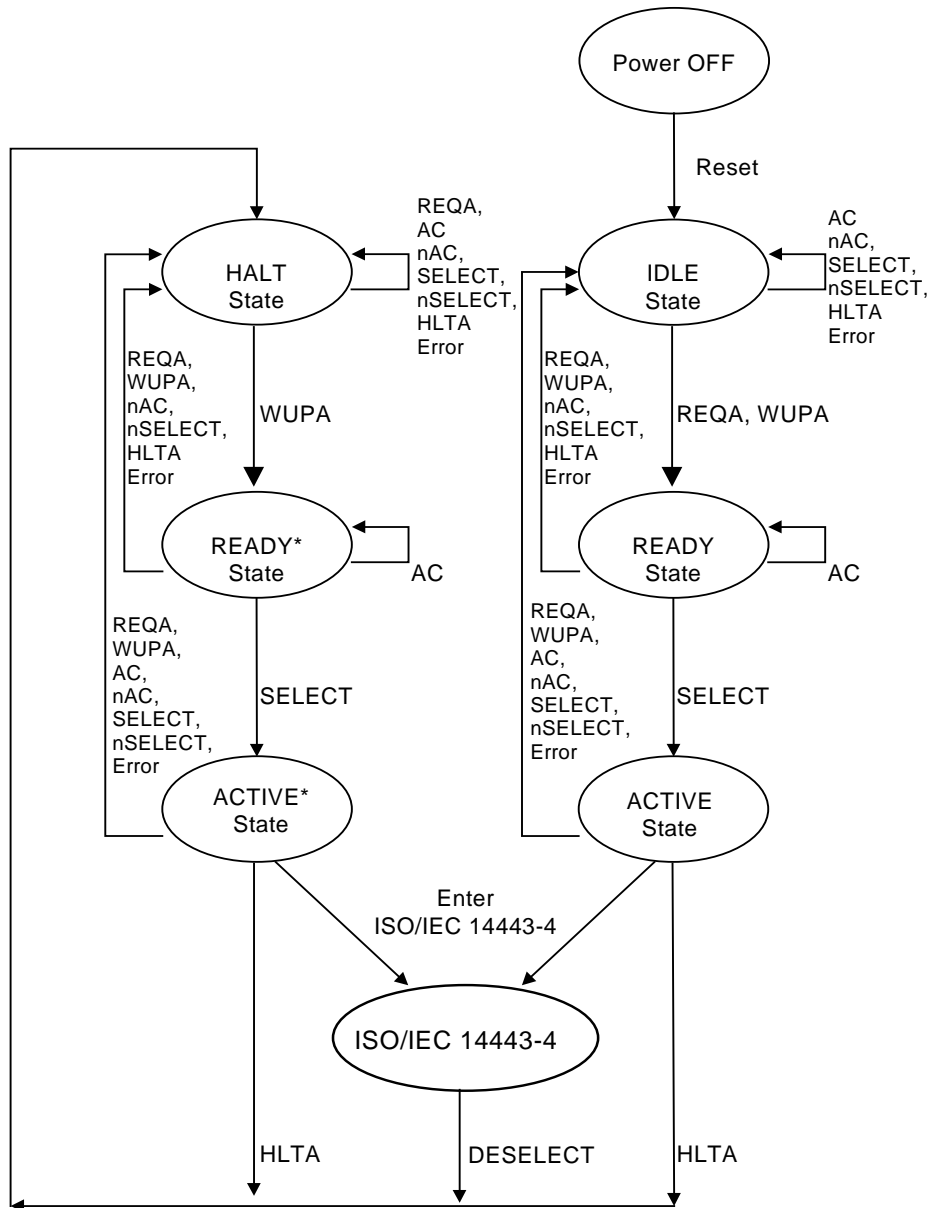 Power OFF
Reset
HALT
State
REQA,
AC
nAC,
SELECT,
nSELECT,
HLTA
Error
IDLE
State
AC
nAC,
SELECT,
nSELECT,
HLTA
Error
REQA,
WUPA,
nAC,
nSELECT,
HLTA
Error
WUPA
REQA,
WUPA,
nAC,
nSELECT,
HLTA
Error
REQA, WUPA
READY*
State
AC
READY
State
AC
REQA,
WUPA,
AC,
nAC,
SELECT,
nSELECT,
Error
SELECT
REQA,
WUPA,
AC,
nAC,
SELECT,
nSELECT,
Error
SELECT
ACTIVE*
State
ACTIVE
State
Enter
ISO/IEC 14443-4
ISO/IEC 14443-4
HLTA
DESELECT
HLTA